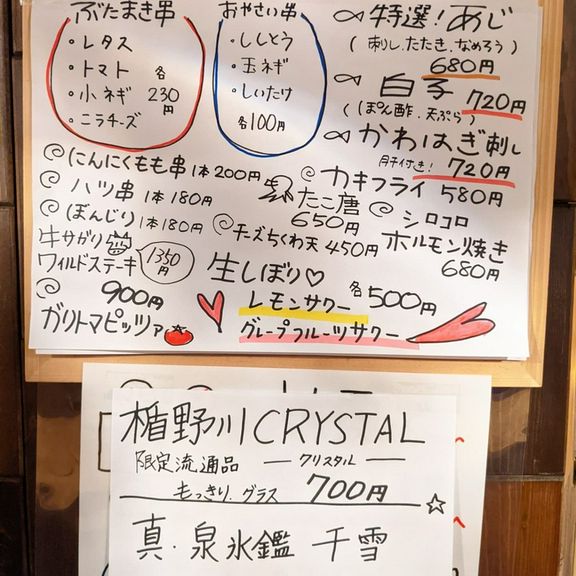 ぶたまき串
・レタス
・トマト
・小ネギ
・ニラチーズ
各
230
円
おやさい串
・ししとう
・玉ネギ
・しいたけ
各100円
特選!あじ
(刺し.たたき.なめろう)
680円
白子
720円
(ぽん酢.天ぷら)
かわはぎ刺し
肝付き! 720円
にんにくもも串 1本200円
ハツ串 1本180円
ぼんじり 1本180円
カキフライ 580円
たこ唐
650円
チーズちくわ天 450円
シロコロ
ホルモン焼き
680円
牛サガリ
ワイルドステーキ
1350
円
900円
ガリトマピッツァ
生しぼり♡
レモンサワー
各500円
グレープフルーツサワー
楯野川CRYSTAL
限定流通品 ―クリスタル―
もっきり.グラス 700円
☆
真・泉氷鑑 千雪